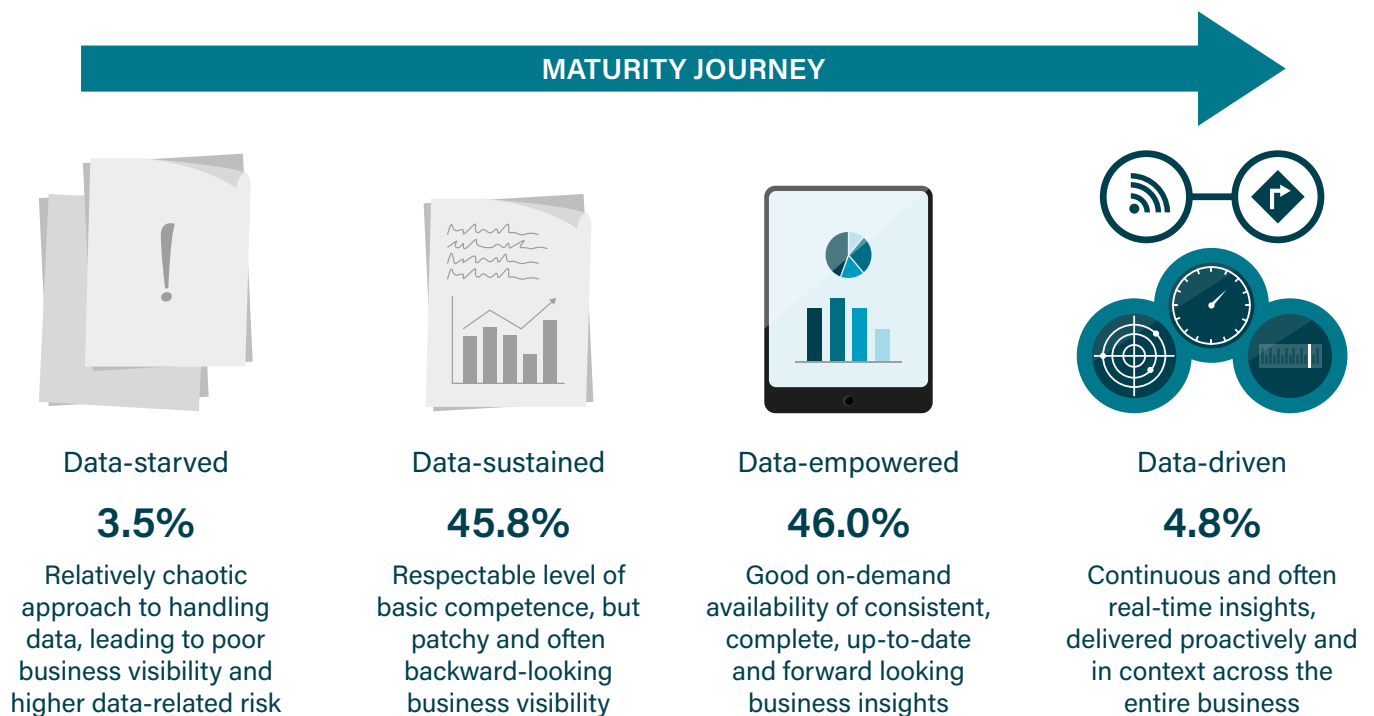 MATURITY JOURNEY
Data-starved
3.5%
Relatively chaotic
approach to handling
data, leading to poor
business visibility and
higher data-related risk
Data-sustained
45.8%
Respectable level of
basic competence, but
patchy and often
backward-looking
business visibility
Data-empowered
46.0%
Good on-demand
availability of consistent,
complete, up-to-date
and forward looking
business insights
Data-driven
4.8%
Continuous and often
real-time insights,
delivered proactively and
in context across the
entire business